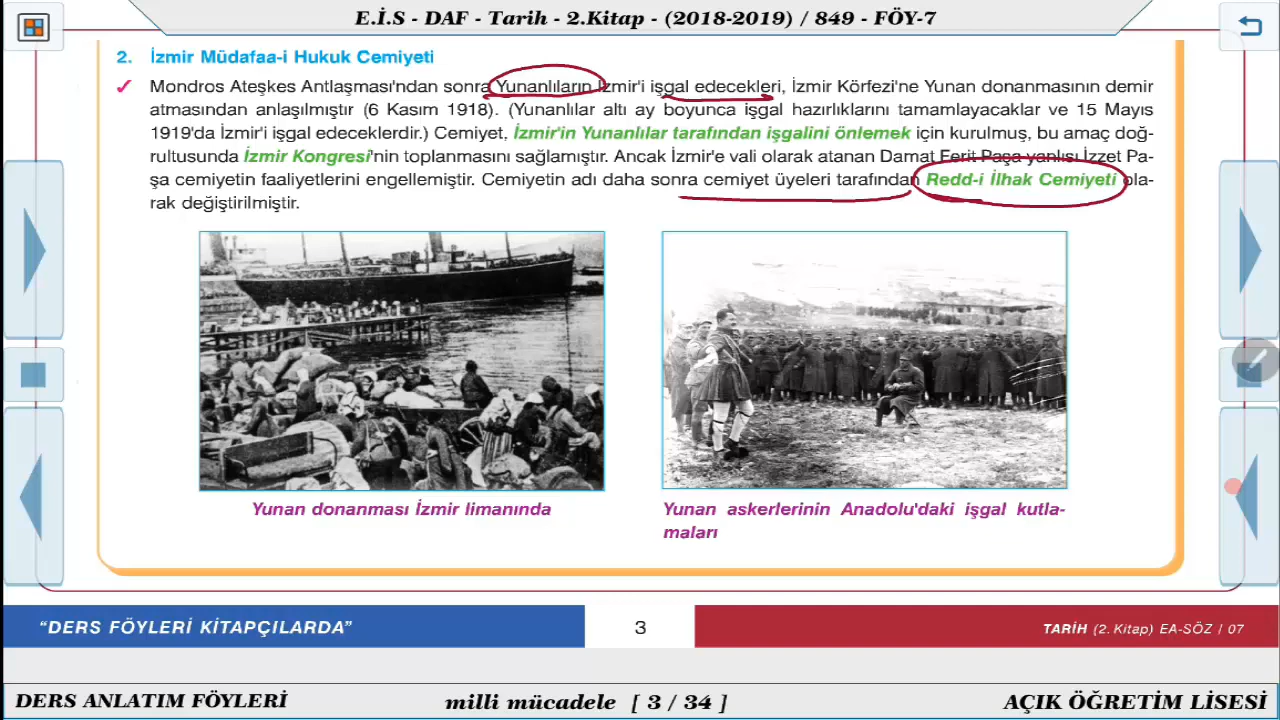 E.İ.S - DAF - Tarih - 2.Kitap - (2018-2019) / 849 - FÖY-7
2. İzmir Müdafaa-i Hukuk Cemiyeti
✓ Mondros Ateşkes Antlaşması'ndan sonra Yunanlıların İzmir'i işgal edecekleri, İzmir Körfezi'ne Yunan donanmasının demir
atmasından anlaşılmıştır (6 Kasım 1918). (Yunanlılar altı ay boyunca işgal hazırlıklarını tamamlayacaklar ve 15 Mayıs
1919'da İzmir'i işgal edeceklerdir.) Cemiyet, İzmir'in Yunanlılar tarafından işgalini önlemek için kurulmuş, bu amaç doğ-
rultusunda İzmir Kongresi'nin toplanmasını sağlamıştır. Ancak İzmir'e vali olarak atanan Damat Ferit Paşa yanlısı İzzet Pa-
şa cemiyetin faaliyetlerini engellemiştir. Cemiyetin adı daha sonra cemiyet üyeleri tarafından Redd-i İlhak Cemiyeti ola-
rak değiştirilmiştir.
Yunan donanması İzmir limanında
Yunan askerlerinin Anadolu'daki işgal kutla-
maları
"DERS FÖYLERİ KİTAPÇILARDA"
3
TARİH (2. Kitap) EA-SÖZ / 07
DERS ANLATIM FÖYLERİ
milli mücadele [ 3 / 34 ]
AÇIK ÖĞRETİM LİSESİ